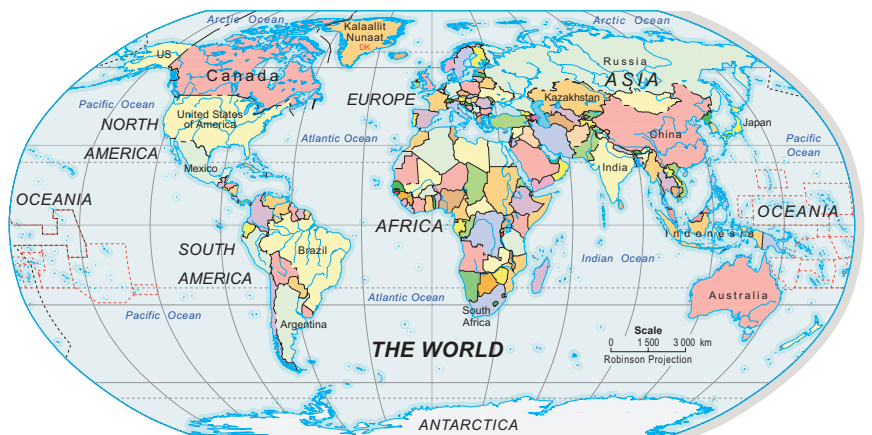 Arctic Ocean
Arctic Ocean
Kalaallit
Nunaat
DK
US
Canada
Russia
ASIA
EUROPE
Kazakhstan
Pacific Ocean
NORTH
AMERICA
United States
of America
Atlantic Ocean
China
Japan
Pacific
Ocean
Mexico
India
OCEANIA
AFRICA
OCEANIA
Indonesia
SOUTH
AMERICA
Brazil
Indian Ocean
Atlantic Ocean
Pacific Ocean
Argentina
South
Africa
Australia
THE WORLD
Scale
0 1 500 3 000 km
Robinson Projection
ANTARCTICA